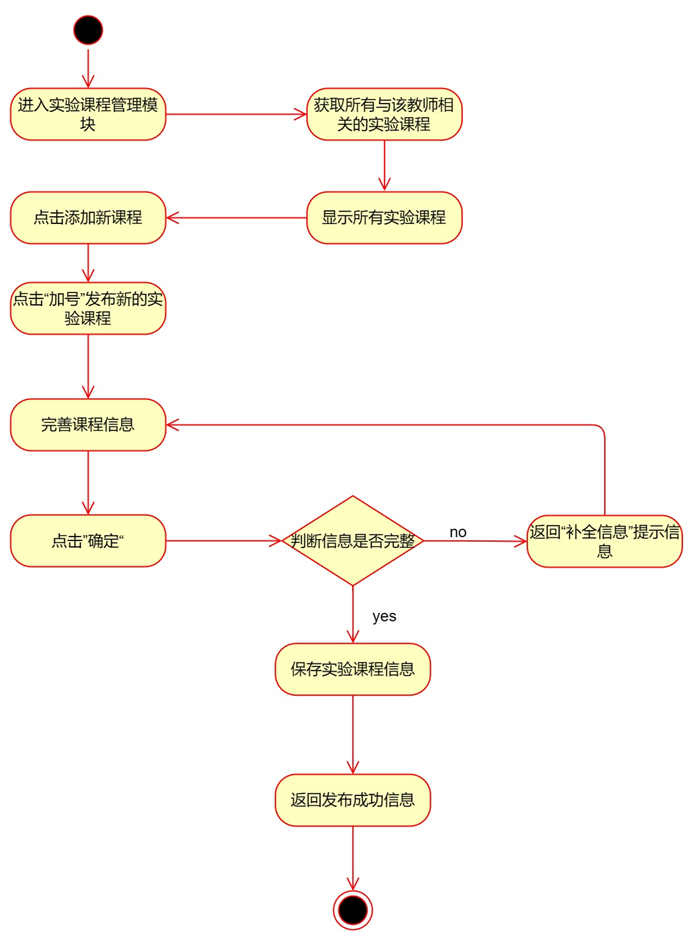 进入实验课程管理模
块
获取所有与该教师相
关的实验课程
显示所有实验课程
点击添加新课程
点击“加号”发布新的实
验课程
完善课程信息
点击”确定“
判断信息是否完整
no
返回“补全信息”提示信
息
yes
保存实验课程信息
返回发布成功信息